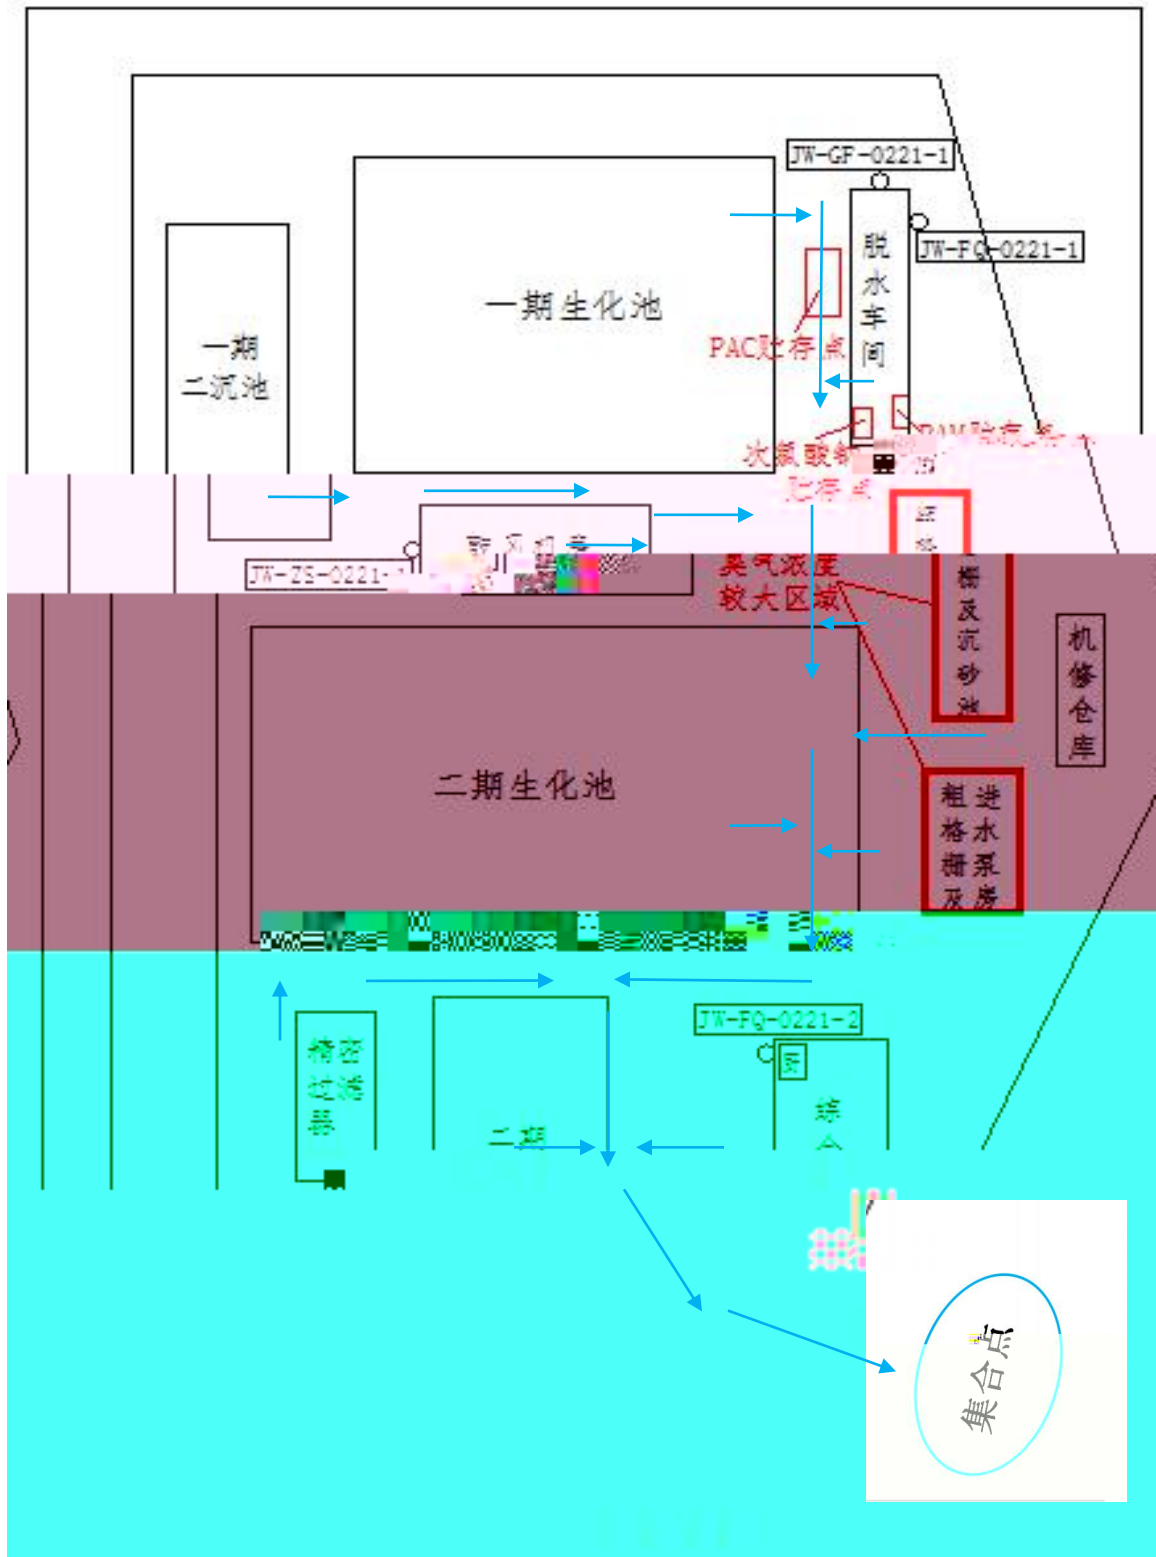 JW-GF-0221-1
脱水车间
JW-FQ-0221-1
一期生化池
PAC贮存点
一期
二沉池
次氯酸
贮存点
JW-ZS-0221-
臭气浓度
较大区域
栅及沉砂池
机修仓库
二期生化池
粗格栅及
进水泵房
JW-FQ-0221-2
精密
过滤
器
二期
综合
集合点